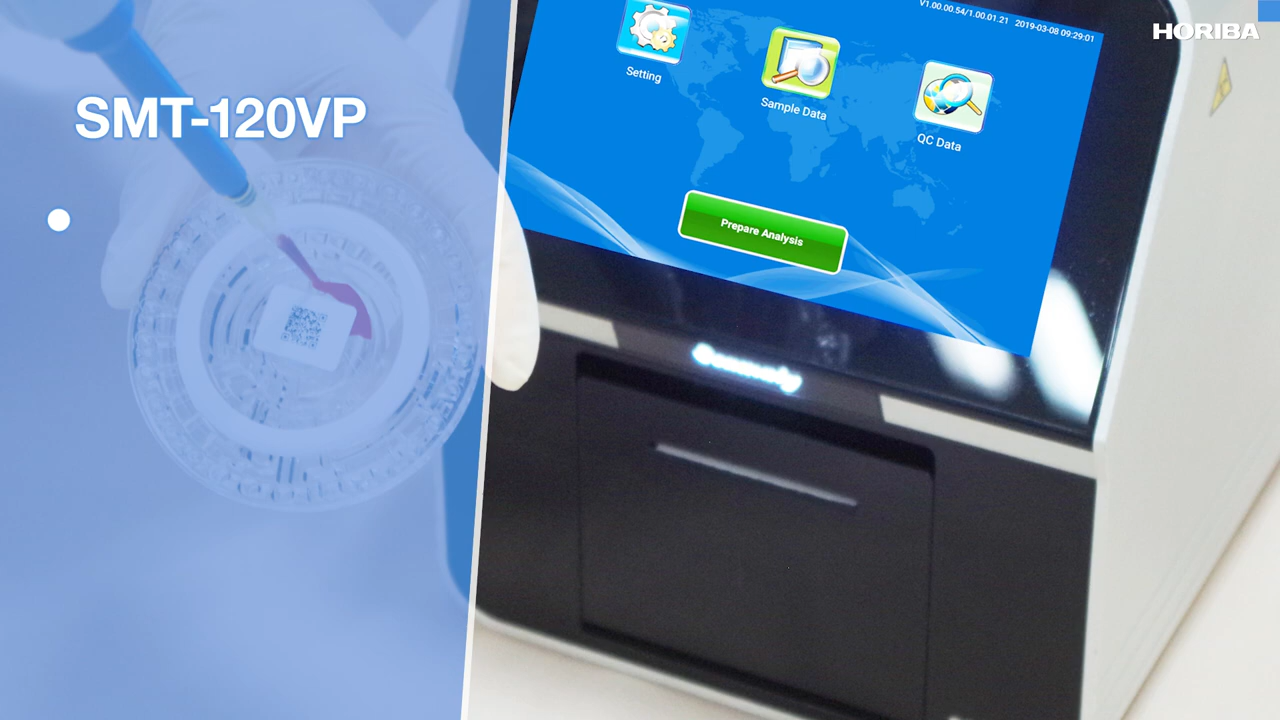 SMT-120VP
HORIBA
V1.00.00.54/1.00.01.21 2019-03-08 09:29:01
Setting
Sample Data
QC Data
Prepare Analysis